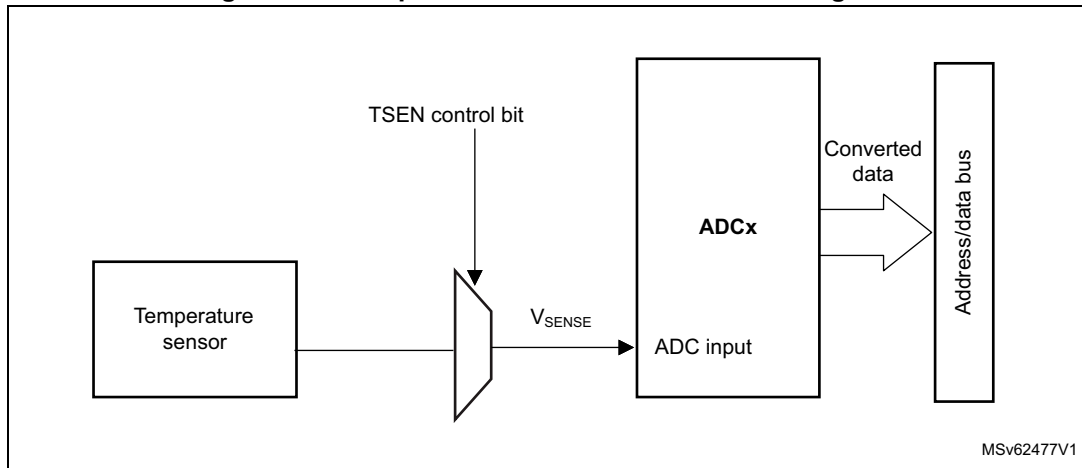 TSEN control bit
Converted
data
Address/data bus
ADCx
Temperature
sensor
VSENSE
ADC input
MSv62477V1